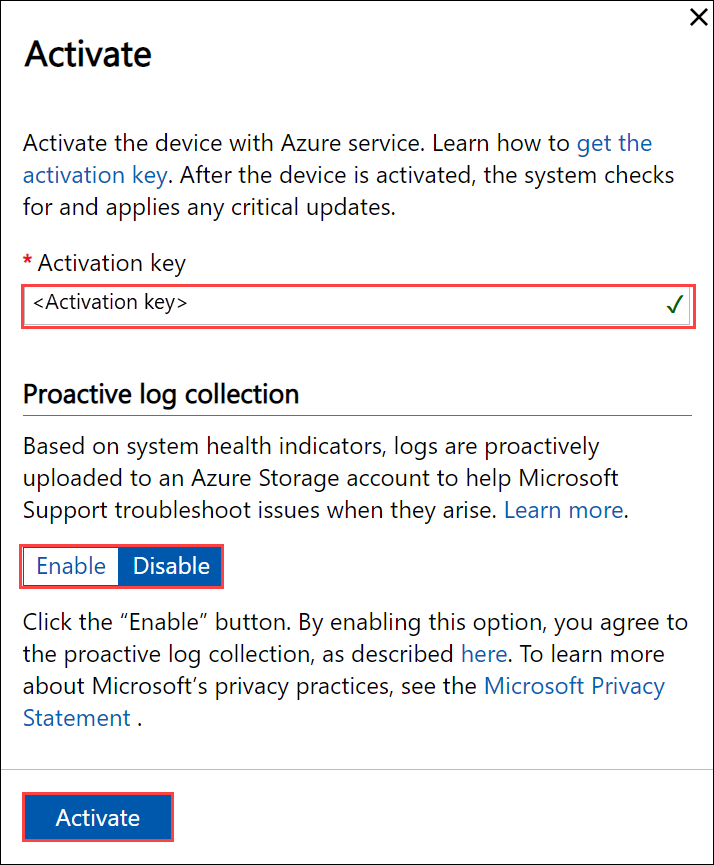 Activate
Activate the device with Azure service. Learn how to get the
activation key. After the device is activated, the system checks
for and applies any critical updates.
* Activation key
<Activation key>
Proactive log collection
Based on system health indicators, logs are proactively
uploaded to an Azure Storage account to help Microsoft
Support troubleshoot issues when they arise. Learn more.
Enable Disable
Click the “Enable” button. By enabling this option, you agree to
the proactive log collection, as described here. To learn more
about Microsoft’s privacy practices, see the Microsoft Privacy
Statement .
Activate